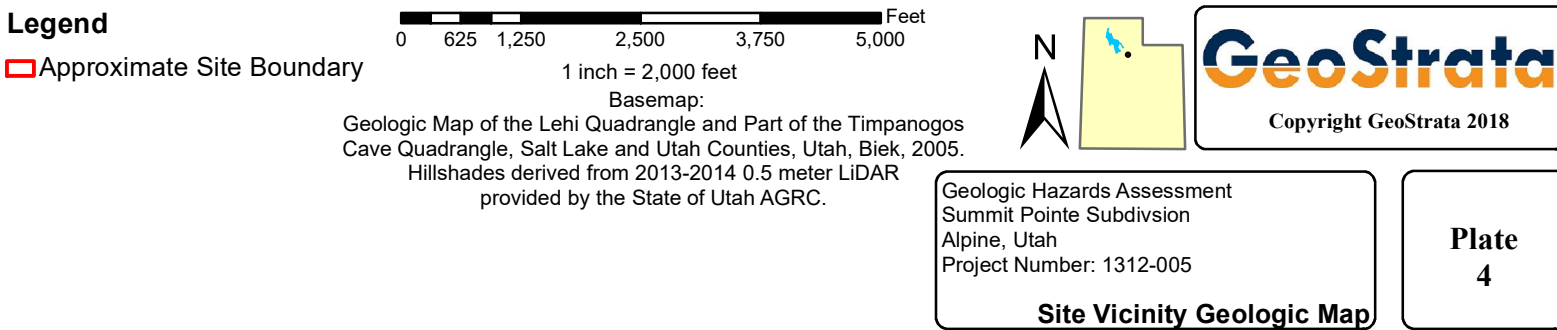 Legend
Approximate Site Boundary
Feet
0 625 1,250 2,500 3,750 5,000
1 inch = 2,000 feet
Basemap:
Geologic Map of the Lehi Quadrangle and Part of the Timpanogos
Cave Quadrangle, Salt Lake and Utah Counties, Utah, Biek, 2005.
Hillshades derived from 2013-2014 0.5 meter LiDAR
provided by the State of Utah AGRC.
N
GeoStrata
Copyright GeoStrata 2018
Geologic Hazards Assessment
Summit Pointe Subdivsion
Alpine, Utah
Project Number: 1312-005
Site Vicinity Geologic Map
Plate
4